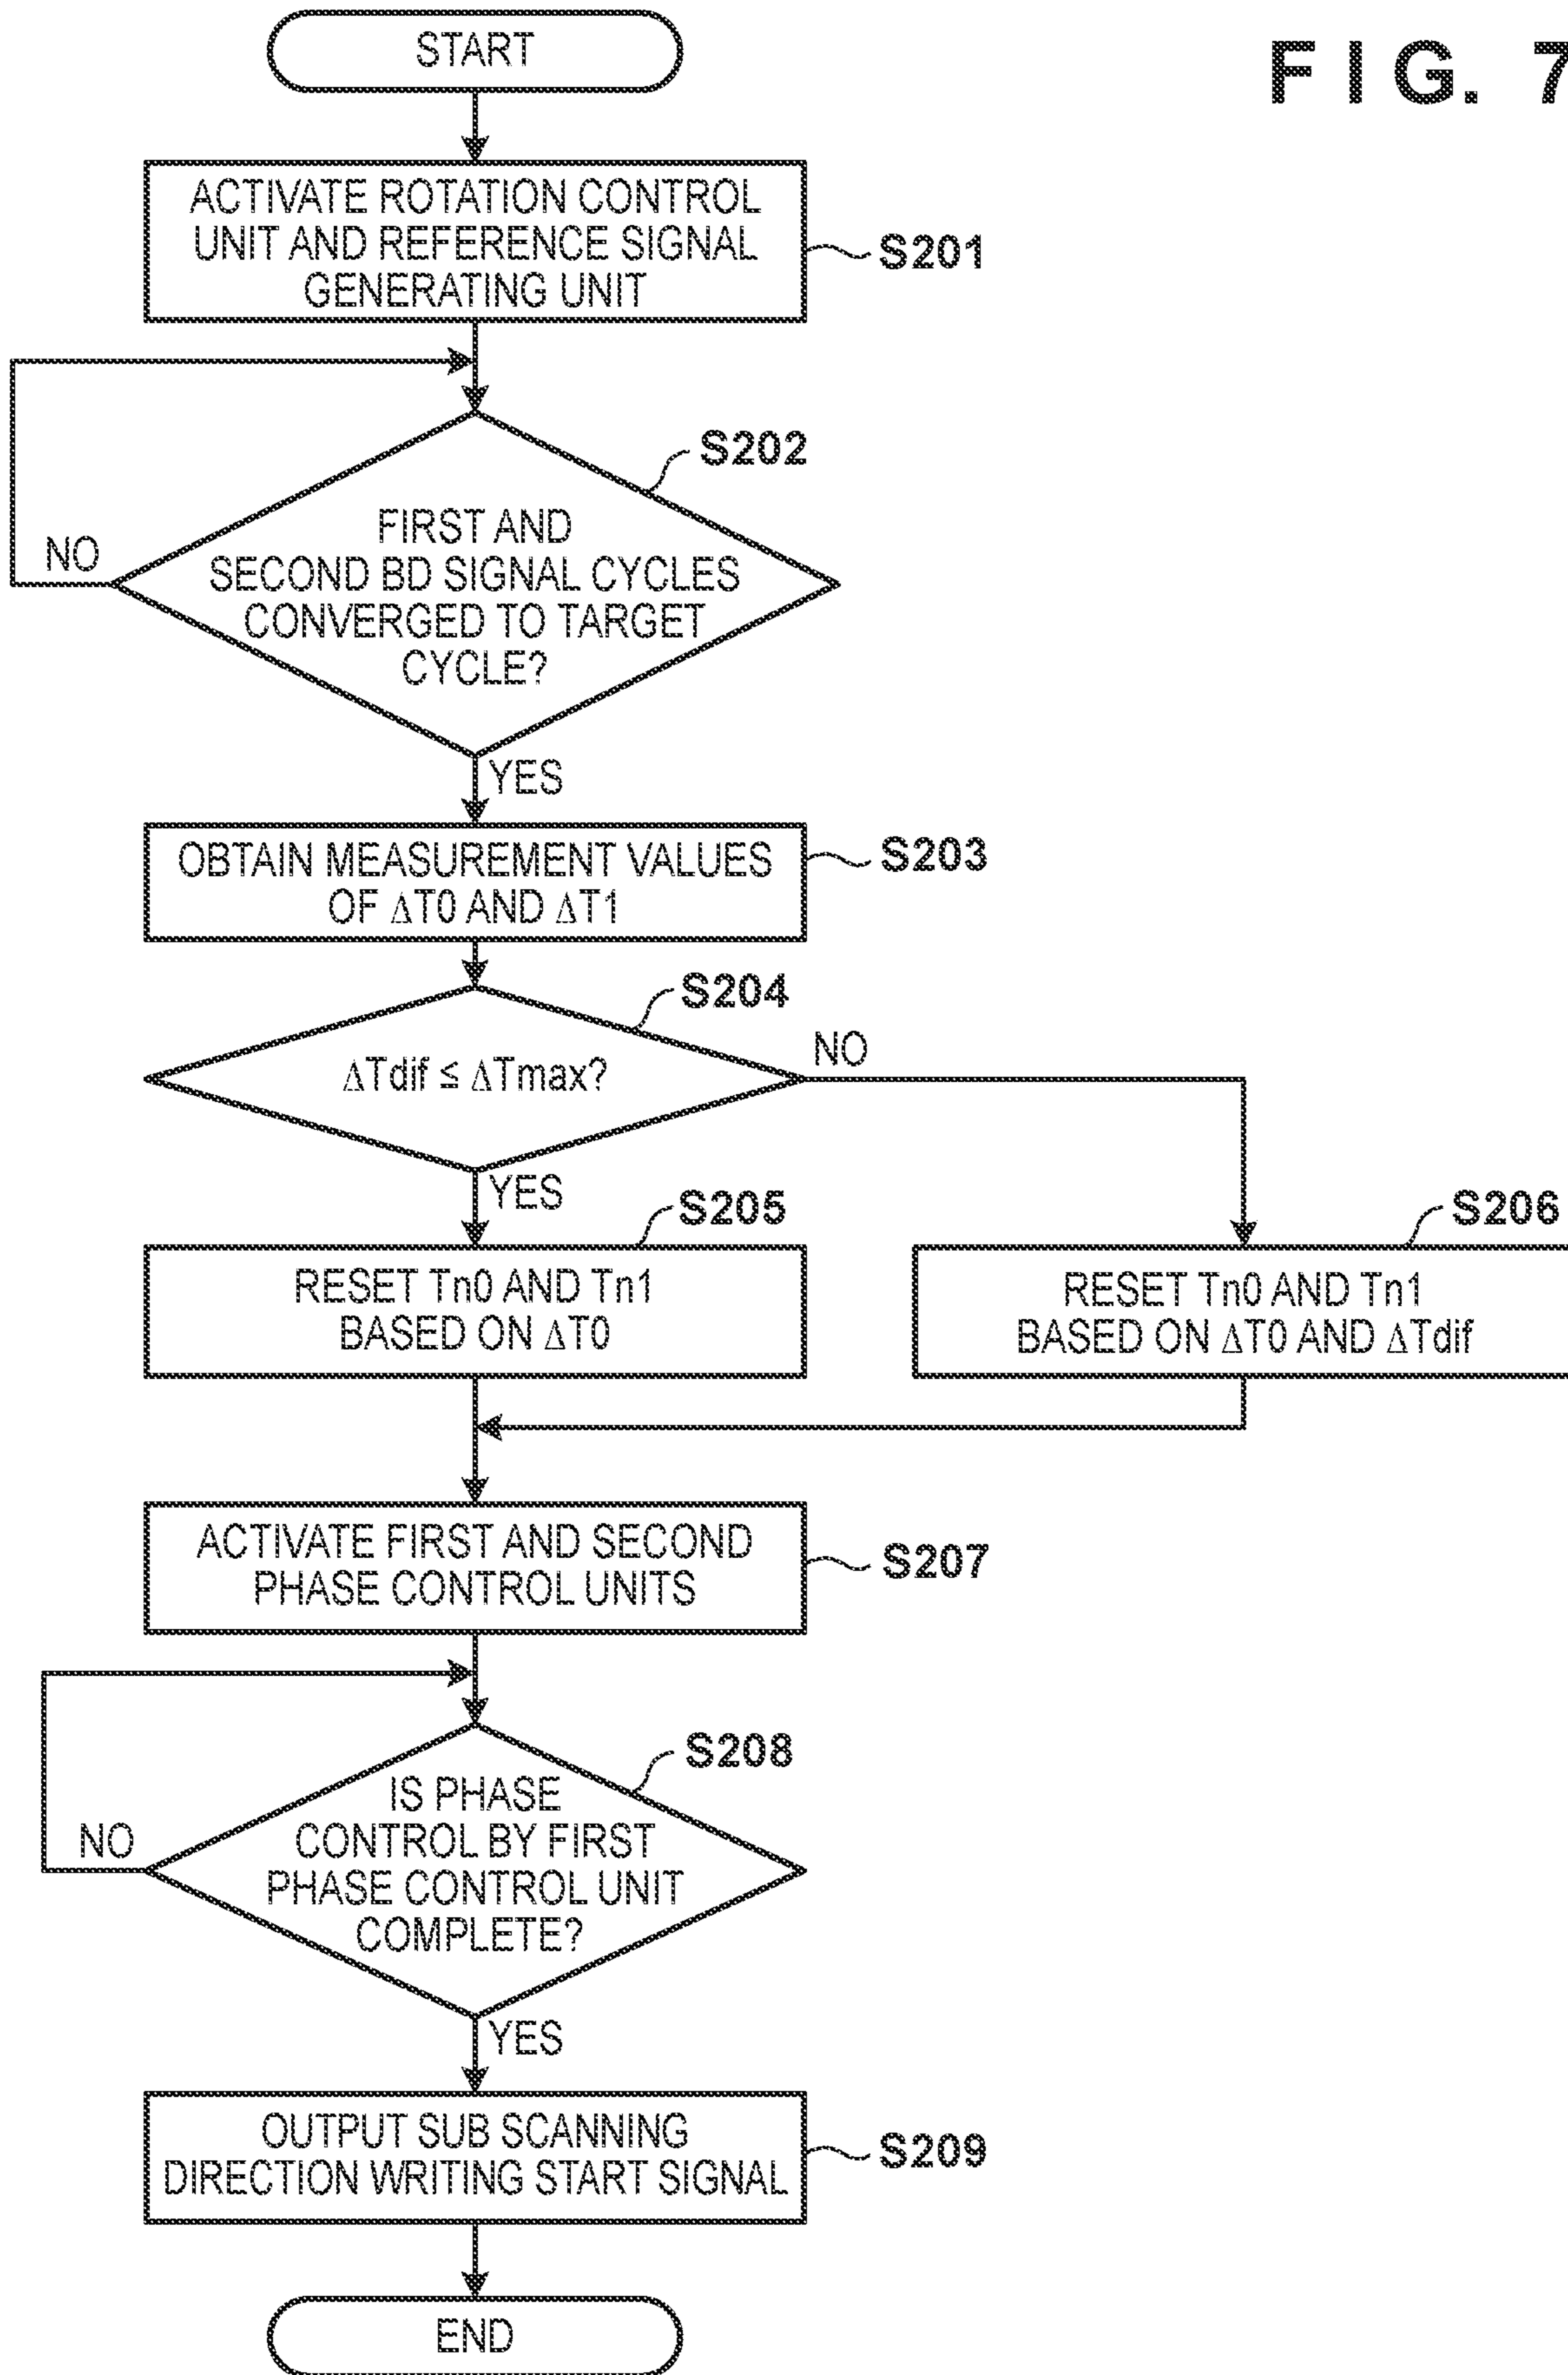 FIG. 7
START
ACTIVATE ROTATION CONTROL
UNIT AND REFERENCE SIGNAL
GENERATING UNIT
S201
S202
FIRST AND
SECOND BD SIGNAL CYCLES
CONVERGED TO TARGET
CYCLE?
NO
YES
OBTAIN MEASUREMENT VALUES
OF ΔT0 AND ΔT1
S203
S204
ΔTdif ≦ ΔTmax?
NO
YES
S205
RESET Tn0 AND Tn1
BASED ON ΔT0
S206
RESET Tn0 AND Tn1
BASED ON ΔT0 AND ΔTdif
ACTIVATE FIRST AND SECOND
PHASE CONTROL UNITS
S207
S208
IS PHASE
CONTROL BY FIRST
PHASE CONTROL UNIT
COMPLETE?
NO
YES
OUTPUT SUB SCANNING
DIRECTION WRITING START SIGNAL
S209
END